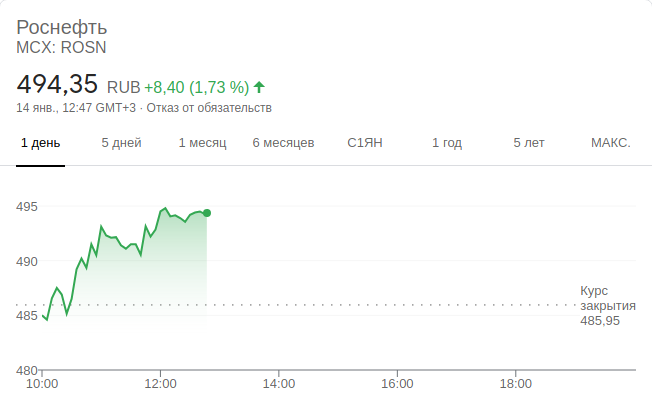 Роснефть
MCX: ROSN
494,35 RUB +8,40 (1,73 %)
14 янв., 12:47 GMT+3 · Отказ от обязательств
1 день 5 дней 1 месяц 6 месяцев С1ЯН 1 год 5 лет МАКС.
495
490
Курс
закрытия
485
485,95
480
10:00 12:00 14:00 16:00 18:00